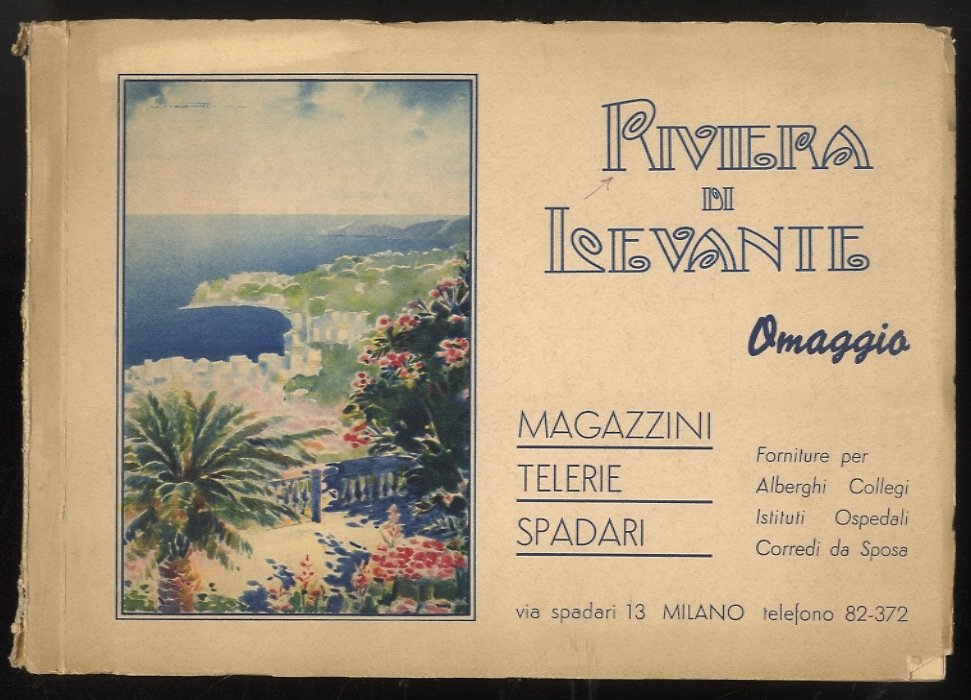 RIVIERA
DI
LEVANTE
Omaggio
MAGAZZINI
TELERIE
SPADARI
Forniture per
Alberghi Collegi
Istituti Ospedali
Corredi da Sposa
via spadari 13 MILANO telefono 82-372